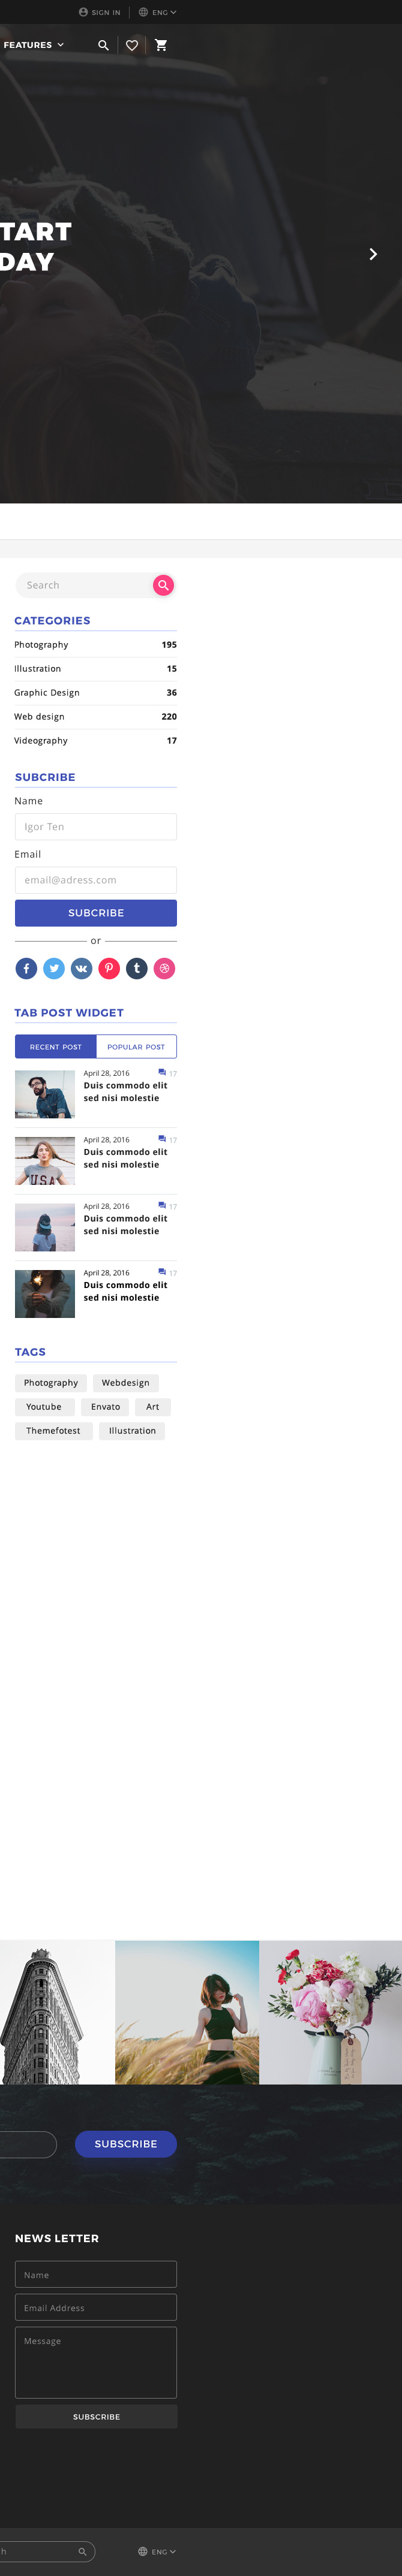 SIGN IN
ENG
FEATURES
TART
DAY
Search
CATEGORIES
Photography 195
Illustration 15
Graphic Design 36
Web design 220
Videography 17
SUBCRIBE
Name
Igor Ten
Email
email@adress.com
SUBCRIBE
or
TAB POST WIDGET
RECENT POST POPULAR POST
April 28, 2016 17
Duis commodo elit
sed nisi molestie
April 28, 2016 17
Duis commodo elit
sed nisi molestie
USA
April 28, 2016 17
Duis commodo elit
sed nisi molestie
April 28, 2016 17
Duis commodo elit
sed nisi molestie
TAGS
Photography Webdesign
Youtube Envato Art
Themefotest Illustration
SUBSCRIBE
NEWS LETTER
Name
Email Address
Message
SUBSCRIBE
h
ENG